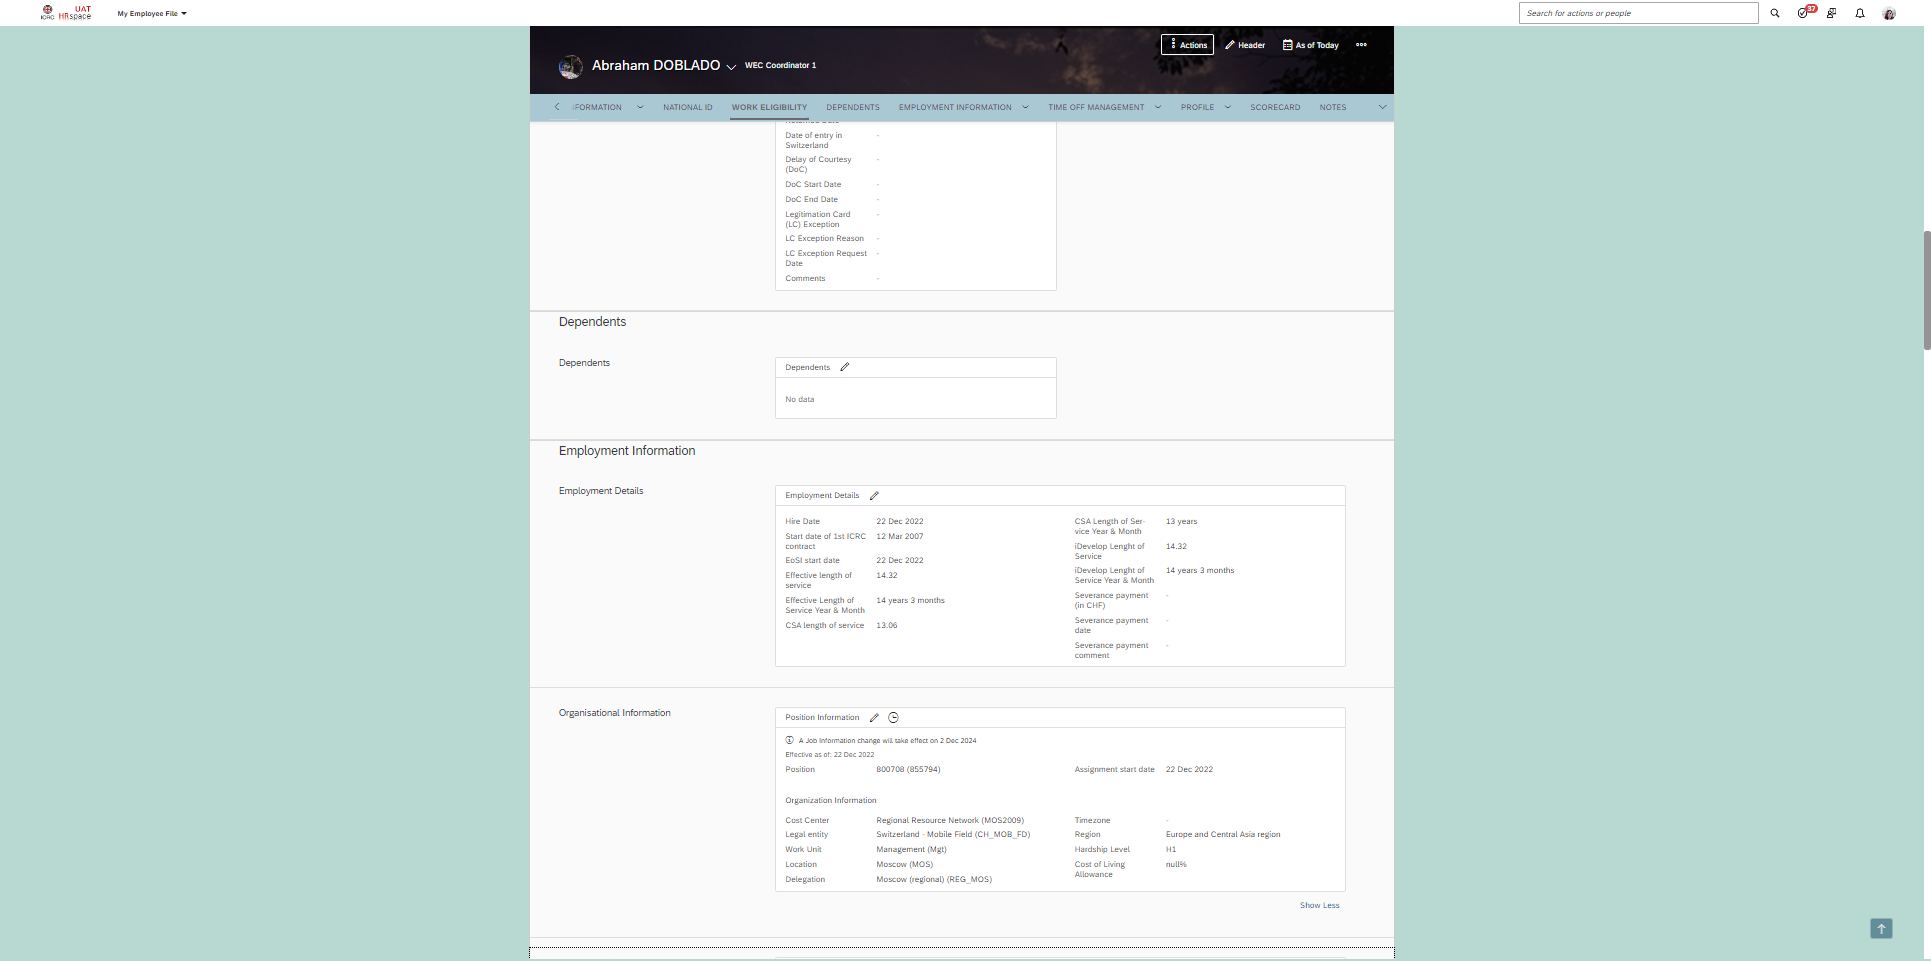 ICRC UAT HRspace My Employee File Search for actions or people 37
Abraham DOBLADO WEC Coordinator 1 Actions Header As of Today
FORMATION NATIONAL ID WORK ELIGIBILITY DEPENDENTS EMPLOYMENT INFORMATION TIME OFF MANAGEMENT PROFILE SCORECARD NOTES
Date of entry in Switzerland -
Delay of Courtesy (DoC) -
DoC Start Date -
DoC End Date -
Legitimation Card (LC) Exception -
LC Exception Reason -
LC Exception Request Date -
Comments -
Dependents
Dependents
Dependents
No data
Employment Information
Employment Details
Employment Details
Hire Date 22 Dec 2022
Start date of 1st ICRC contract 12 Mar 2007
EoSI start date 22 Dec 2022
Effective length of service 14.32
Effective Length of Service Year & Month 14 years 3 months
CSA length of service 13.06
CSA Length of Ser-
vice Year & Month 13 years
iDevelop Lenght of Service 14.32
iDevelop Lenght of Service Year & Month 14 years 3 months
Severance payment (in CHF) -
Severance payment date -
Severance payment comment -
Organisational Information
Position Information
A Job Information change will take effect on 2 Dec 2024
Effective as of: 22 Dec 2022
Position 800708 (855794)
Assignment start date 22 Dec 2022
Organization Information
Cost Center Regional Resource Network (MOS2009)
Legal entity Switzerland - Mobile Field (CH_MOB_FD)
Work Unit Management (Mgt)
Location Moscow (MOS)
Delegation Moscow (regional) (REG_MOS)
Timezone -
Region Europe and Central Asia region
Hardship Level H1
Cost of Living Allowance null%
Show Less